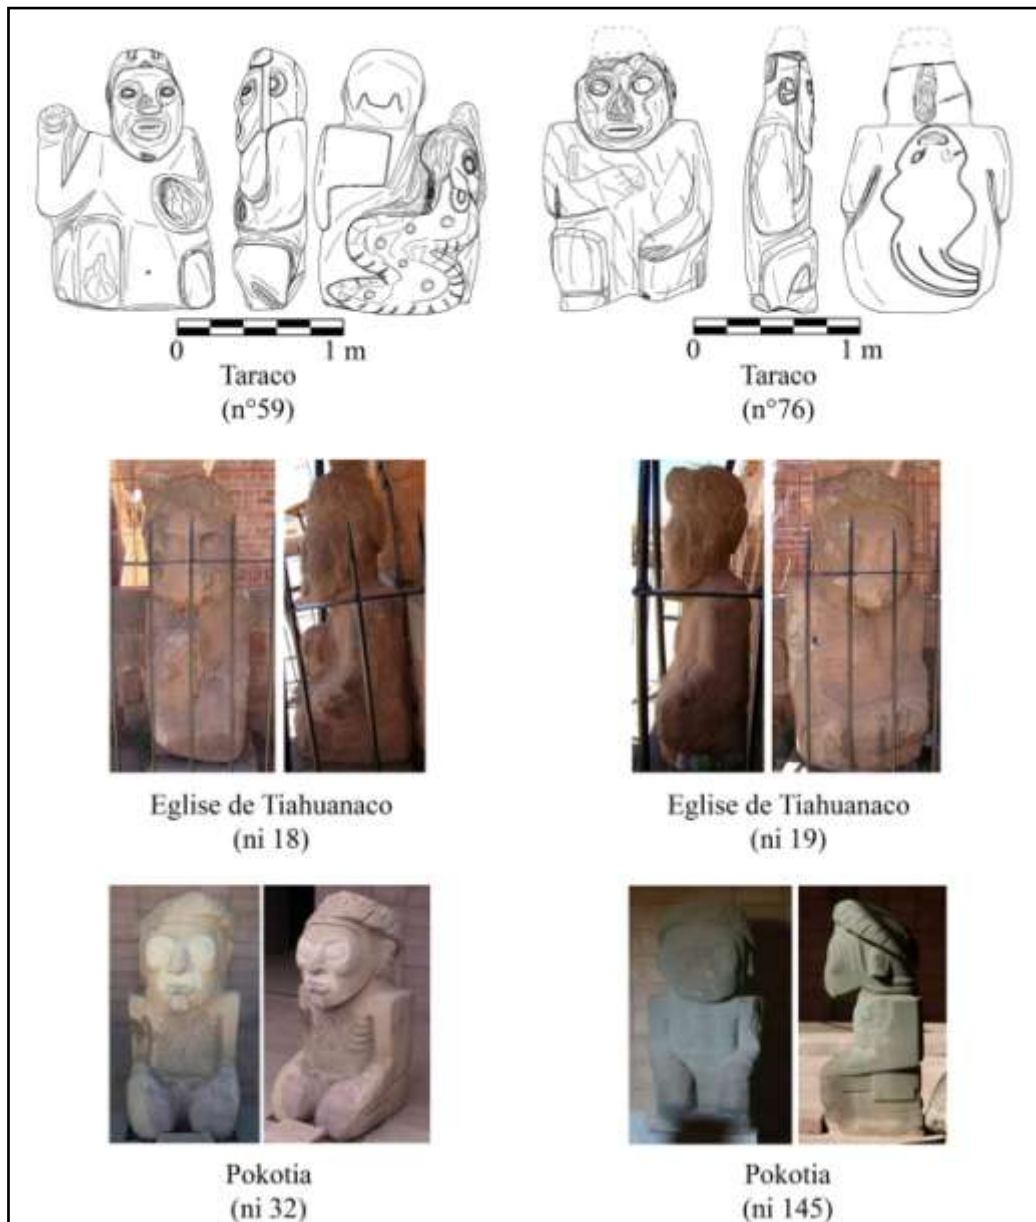 0 1 m
Taraco
(n°59)
0 1 m
Taraco
(n°76)
Eglise de Tiahuanaco
(ni 18)
Eglise de Tiahuanaco
(ni 19)
Pokotia
(ni 32)
Pokotia
(ni 145)